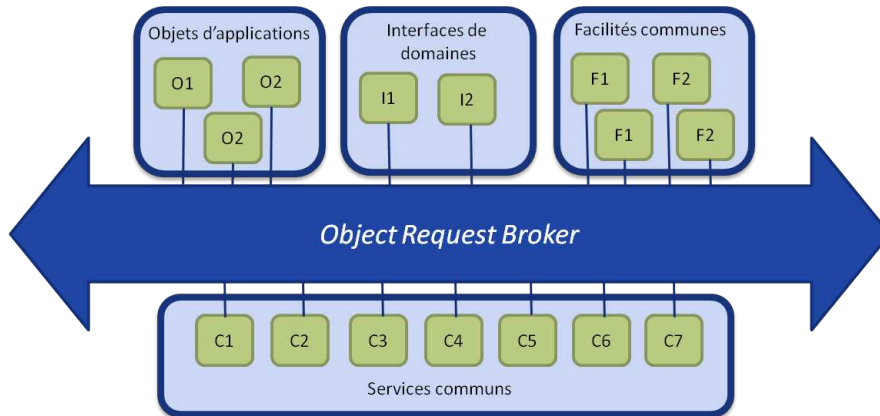 Objets d'applications
O1
O2
O2
Interfaces de
domaines
I1
I2
Facilités communes
F1
F2
F1
F2
Object Request Broker
C1
C2
C3
C4
C5
C6
C7
Services communs